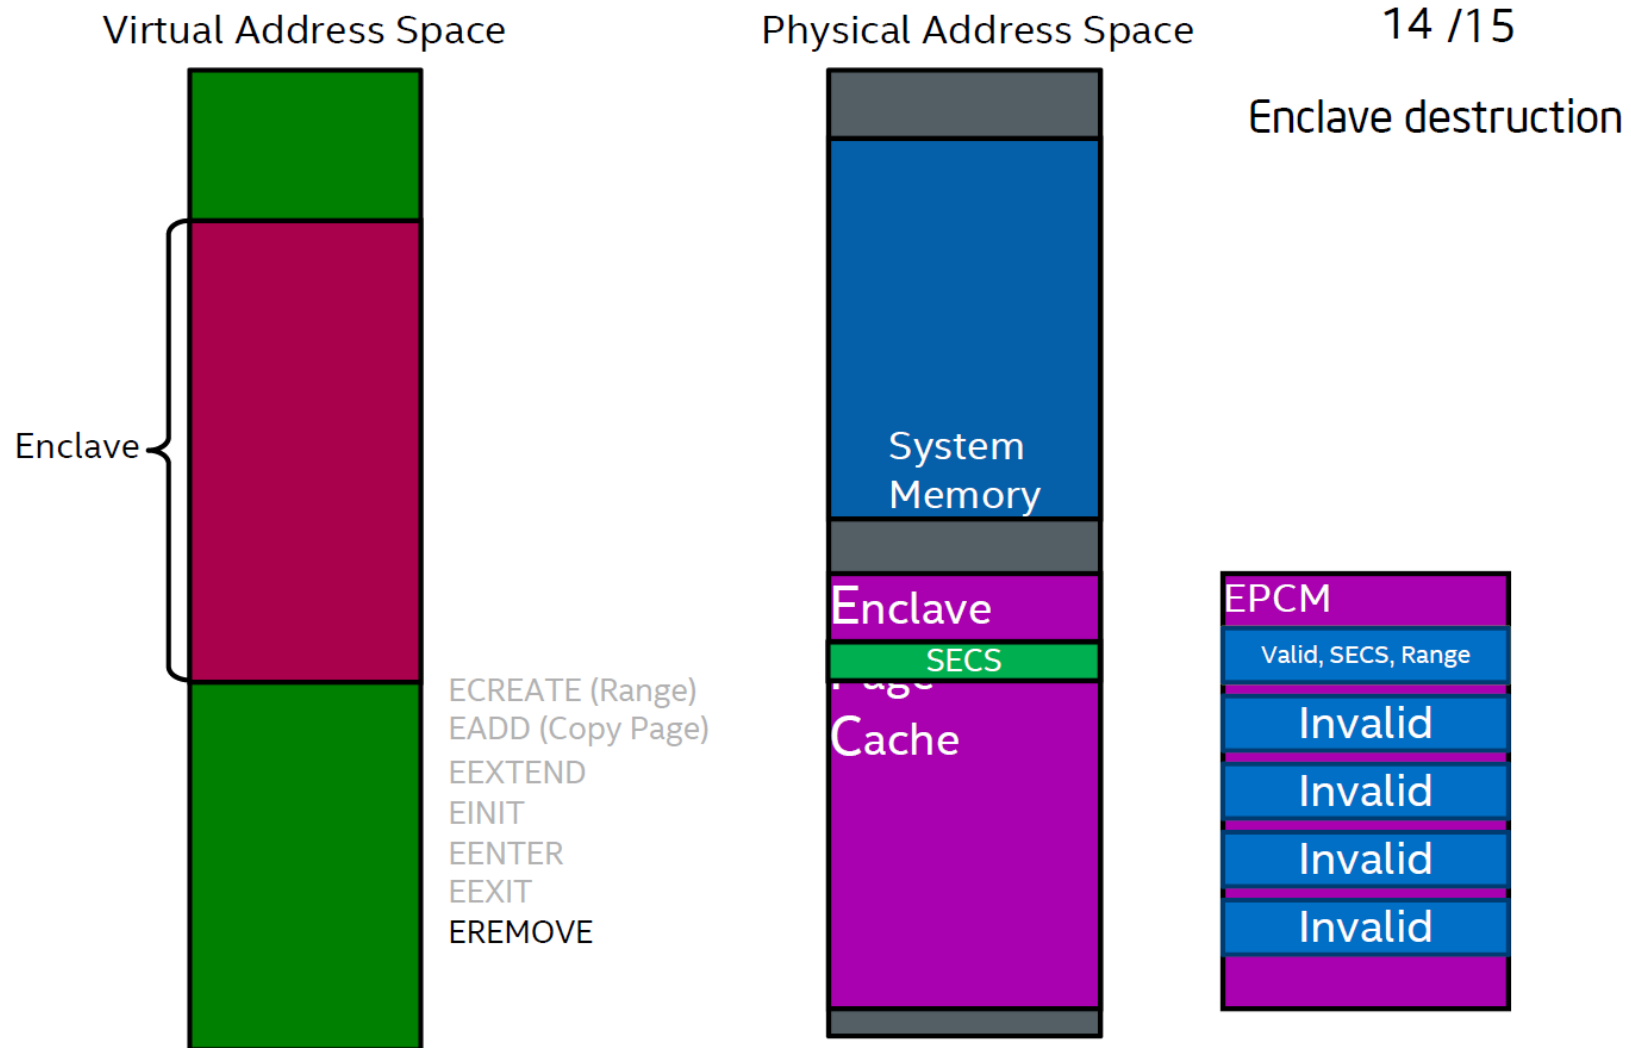 Virtual Address Space
Physical Address Space
14 /15
Enclave destruction
Enclave
System
Memory
Enclave
SECS
Page
Cache
EPCM
Valid, SECS, Range
Invalid
Invalid
Invalid
Invalid
ECREATE (Range)
EADD (Copy Page)
EEXTEND
EINIT
EENTER
EEXIT
EREMOVE